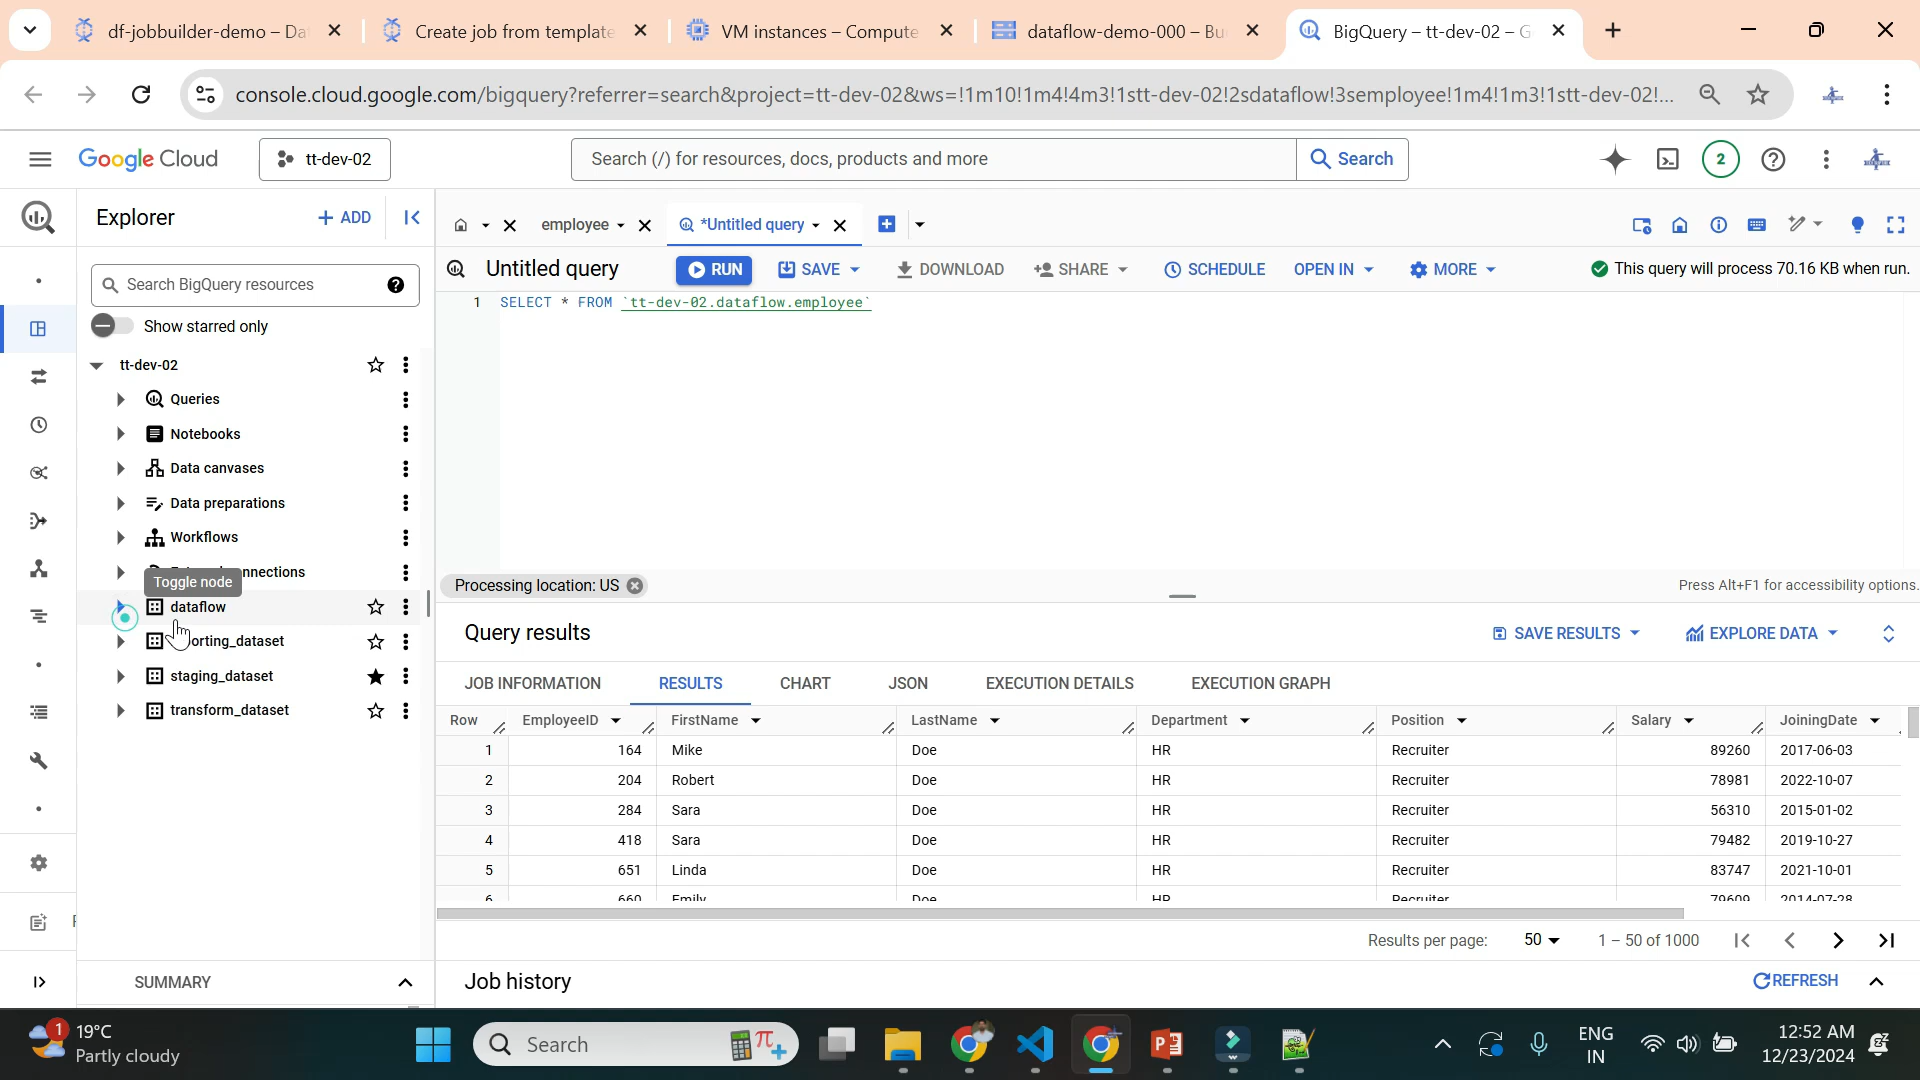 df-jobbuilder-demo – Da
Create job from template
VM instances – Compute
dataflow-demo-000 – Bu
BigQuery – tt-dev-02 – G
console.cloud.google.com/bigquery?referrer=search&project=tt-dev-02&ws=!1m10!1m4!4m3!1stt-dev-02!2sdataflow!3semployee!1m4!1m3!1stt-dev-02!...
Google Cloud
tt-dev-02
Search (/) for resources, docs, products and more
Search
2
Explorer
+ ADD
employee
*Untitled query
Search BigQuery resources
Untitled query
RUN
SAVE
DOWNLOAD
SHARE
SCHEDULE
OPEN IN
MORE
This query will process 70.16 KB when run.
1 SELECT * FROM `tt-dev-02.dataflow.employee`
Show starred only
tt-dev-02
Queries
Notebooks
Data canvases
Data preparations
Workflows
nnections
Toggle node
dataflow
orting_dataset
staging_dataset
transform_dataset
Processing location: US
Press Alt+F1 for accessibility options.
Query results
SAVE RESULTS
EXPLORE DATA
JOB INFORMATION
RESULTS
CHART
JSON
EXECUTION DETAILS
EXECUTION GRAPH
Row EmployeeID FirstName LastName Department Position Salary JoiningDate
1 164 Mike Doe HR Recruiter 89260 2017-06-03
2 204 Robert Doe HR Recruiter 78981 2022-10-07
3 284 Sara Doe HR Recruiter 56310 2015-01-02
4 418 Sara Doe HR Recruiter 79482 2019-10-27
5 651 Linda Doe HR Recruiter 83747 2021-10-01
6 660 Emily Doe HR Recruiter 79609 2014-07-28
Results per page: 50 1 – 50 of 1000
SUMMARY
Job history
REFRESH
1
19°C
Partly cloudy
Search
ENG
IN
12:52 AM
12/23/2024